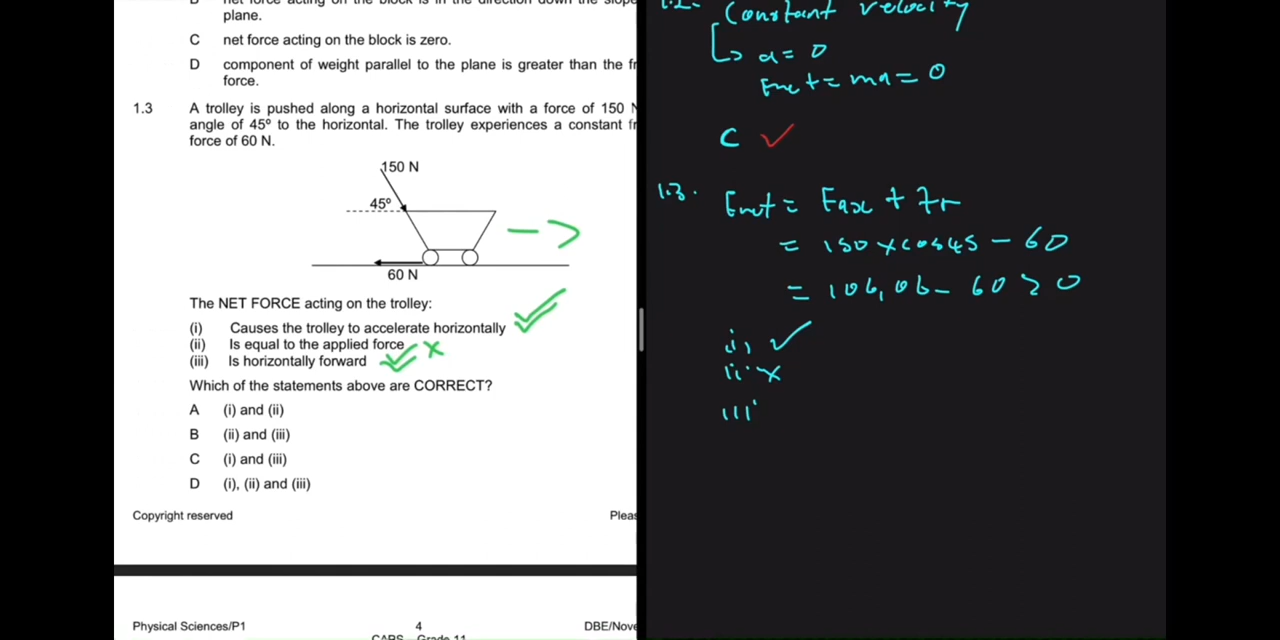 plane.
C net force acting on the block is zero.
D component of weight parallel to the plane is greater than the fr
force.
1.3 A trolley is pushed along a horizontal surface with a force of 150 N
angle of 45º to the horizontal. The trolley experiences a constant fr
force of 60 N.
150 N
45º
60 N
The NET FORCE acting on the trolley:
(i) Causes the trolley to accelerate horizontally
(ii) Is equal to the applied force
(iii) Is horizontally forward
Which of the statements above are CORRECT?
A (i) and (ii)
B (ii) and (iii)
C (i) and (iii)
D (i), (ii) and (iii)
Copyright reserved
Pleas
Physical Sciences/P1
4
DBE/Nove
CAPS – Grade 11
Constant velocity
a = 0
Fnet = ma = 0
C ✓
1.3. Fnet = Fax + fr
= 150 x cos45 - 60
= 106,06 - 60 > 0
i) ✓
ii. x
iii